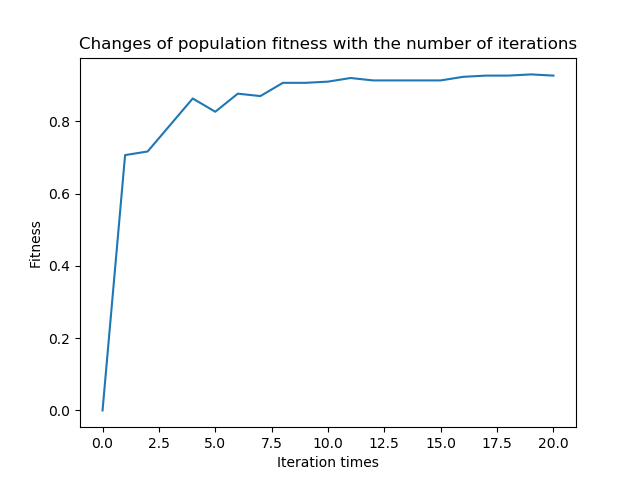 Changes of population fitness with the number of iterations
0.8
0.6
0.4
0.2
0.0
Fitness
0.0 2.5 5.0 7.5 10.0 12.5 15.0 17.5 20.0
Iteration times